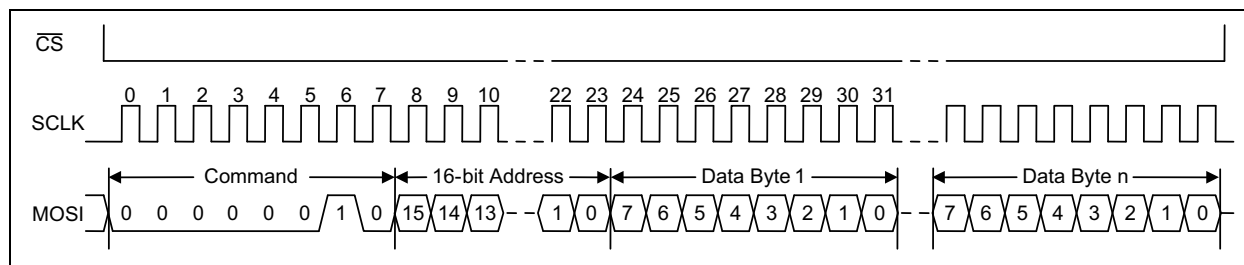 CS
0 1 2 3 4 5 6 7 8 9 10 22 23 24 25 26 27 28 29 30 31
SCLK
Command 16-bit Address Data Byte 1 Data Byte n
MOSI 0 0 0 0 0 0 1 0 15 14 13 1 0 7 6 5 4 3 2 1 0 7 6 5 4 3 2 1 0